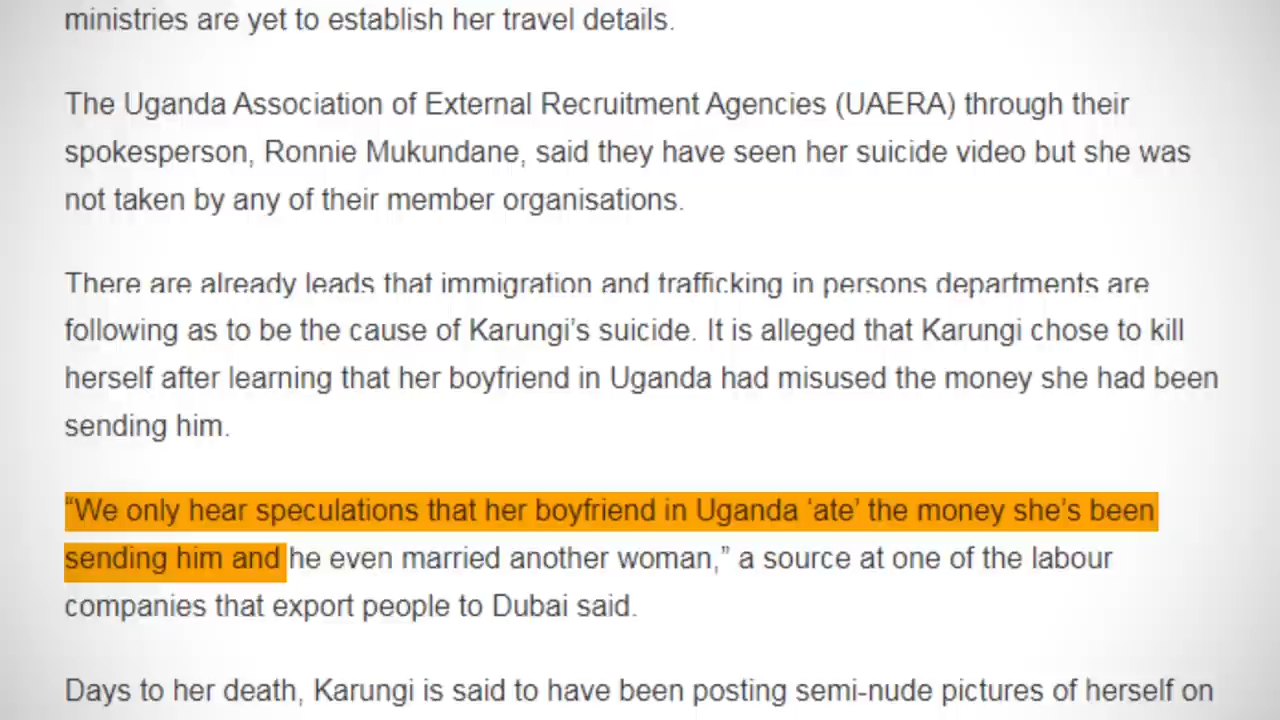 ministries are yet to establish her travel details.
The Uganda Association of External Recruitment Agencies (UAERA) through their
spokesperson, Ronnie Mukundane, said they have seen her suicide video but she was
not taken by any of their member organisations.
There are already leads that immigration and trafficking in persons departments are
following as to be the cause of Karungi’s suicide. It is alleged that Karungi chose to kill
herself after learning that her boyfriend in Uganda had misused the money she had been
sending him.
“We only hear speculations that her boyfriend in Uganda ‘ate’ the money she’s been
sending him and he even married another woman,” a source at one of the labour
companies that export people to Dubai said.
Days to her death, Karungi is said to have been posting semi-nude pictures of herself on